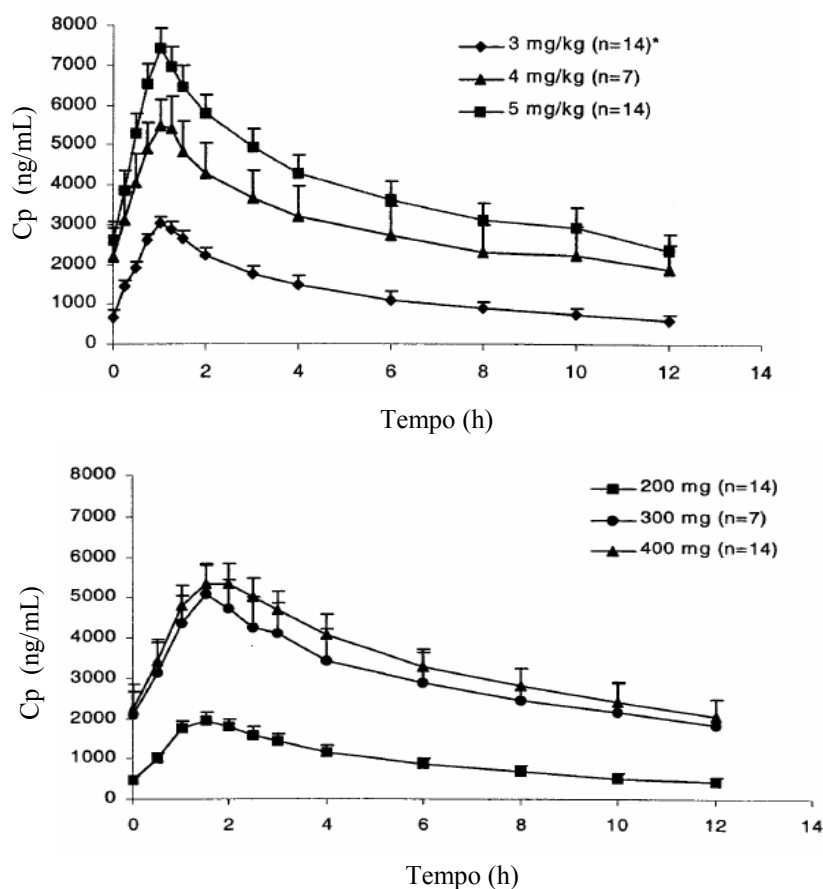 8000
7000
6000
5000
4000
3000
2000
1000
0
Cp (ng/mL)
3 mg/kg (n=14)*
4 mg/kg (n=7)
5 mg/kg (n=14)
0 2 4 6 8 10 12 14
Tempo (h)
8000
7000
6000
5000
4000
3000
2000
1000
0
Cp (ng/mL)
200 mg (n=14)
300 mg (n=7)
400 mg (n=14)
0 2 4 6 8 10 12 14
Tempo (h)